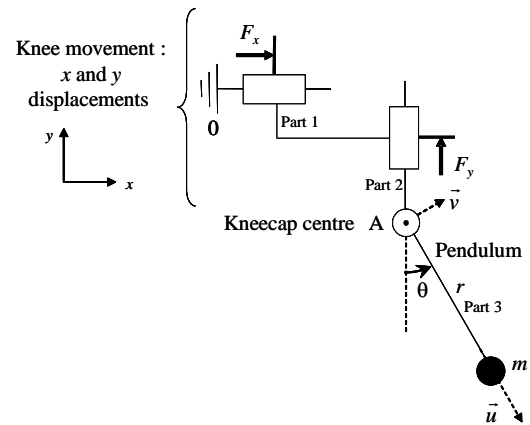 F_x
Knee movement :
x and y
displacements
0
Part 1
y
x
F_y
Part 2
v⃗
Kneecap centre A
Pendulum
θ
r
Part 3
m
u⃗